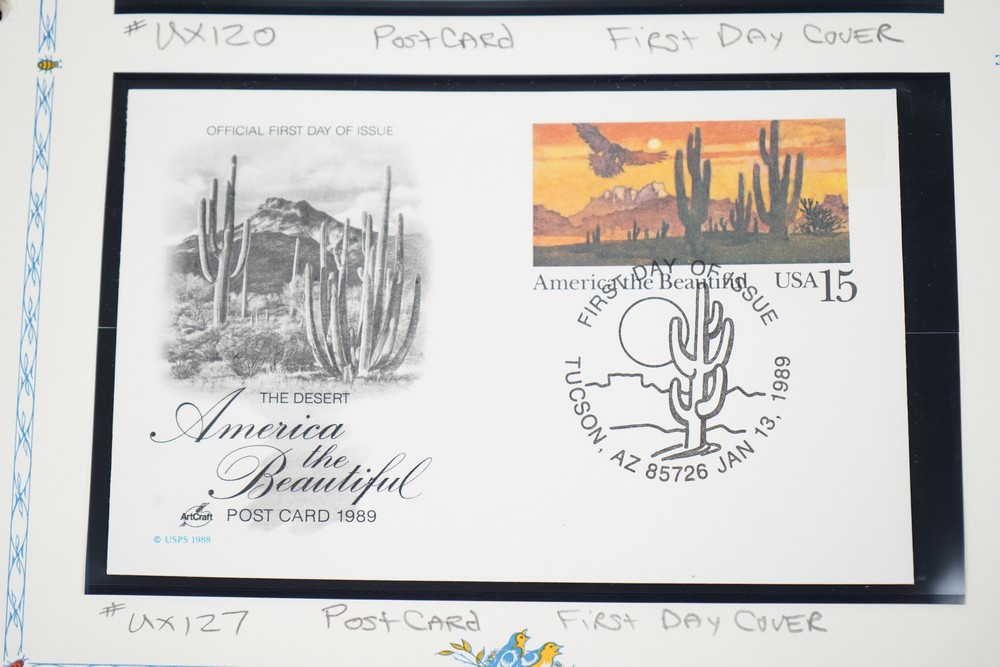 #UX120 PostCard First Day Cover
OFFICIAL FIRST DAY OF ISSUE
THE DESERT
America
the
Beautiful
ArtCraft POST CARD 1989
© USPS 1988
America the Beautiful USA 15
FIRST DAY OF ISSUE
TUCSON, AZ 85726 JAN 13, 1989
#UX127 PostCard First Day Cover